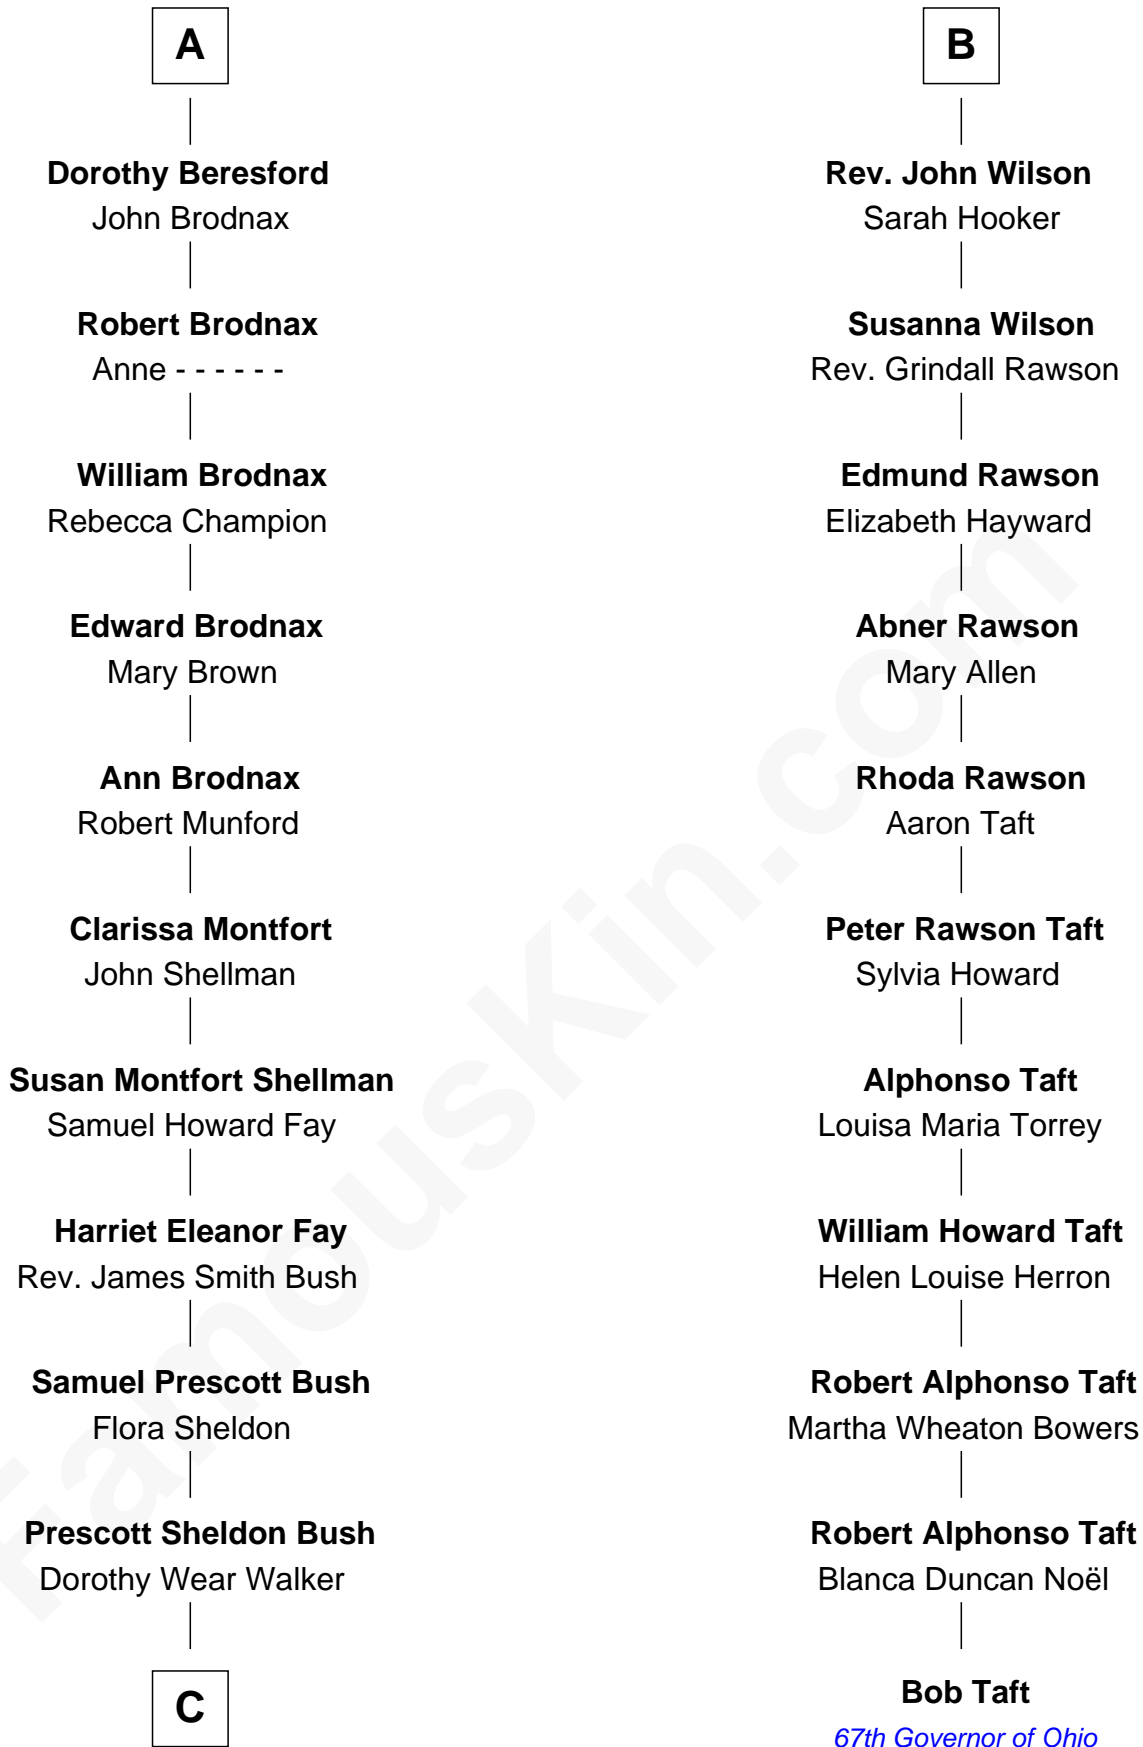 A
Dorothy Beresford
John Brodnax
Robert Brodnax
Anne - - - - - -
William Brodnax
Rebecca Champion
Edward Brodnax
Mary Brown
Ann Brodnax
Robert Munford
Clarissa Montfort
John Shellman
Susan Montfort Shellman
Samuel Howard Fay
Harriet Eleanor Fay
Rev. James Smith Bush
Samuel Prescott Bush
Flora Sheldon
Prescott Sheldon Bush
Dorothy Wear Walker
C
B
Rev. John Wilson
Sarah Hooker
Susanna Wilson
Rev. Grindall Rawson
Edmund Rawson
Elizabeth Hayward
Abner Rawson
Mary Allen
Rhoda Rawson
Aaron Taft
Peter Rawson Taft
Sylvia Howard
Alphonso Taft
Louisa Maria Torrey
William Howard Taft
Helen Louise Herron
Robert Alphonso Taft
Martha Wheaton Bowers
Robert Alphonso Taft
Blanca Duncan Noël
Bob Taft
67th Governor of Ohio
FamousKin.com